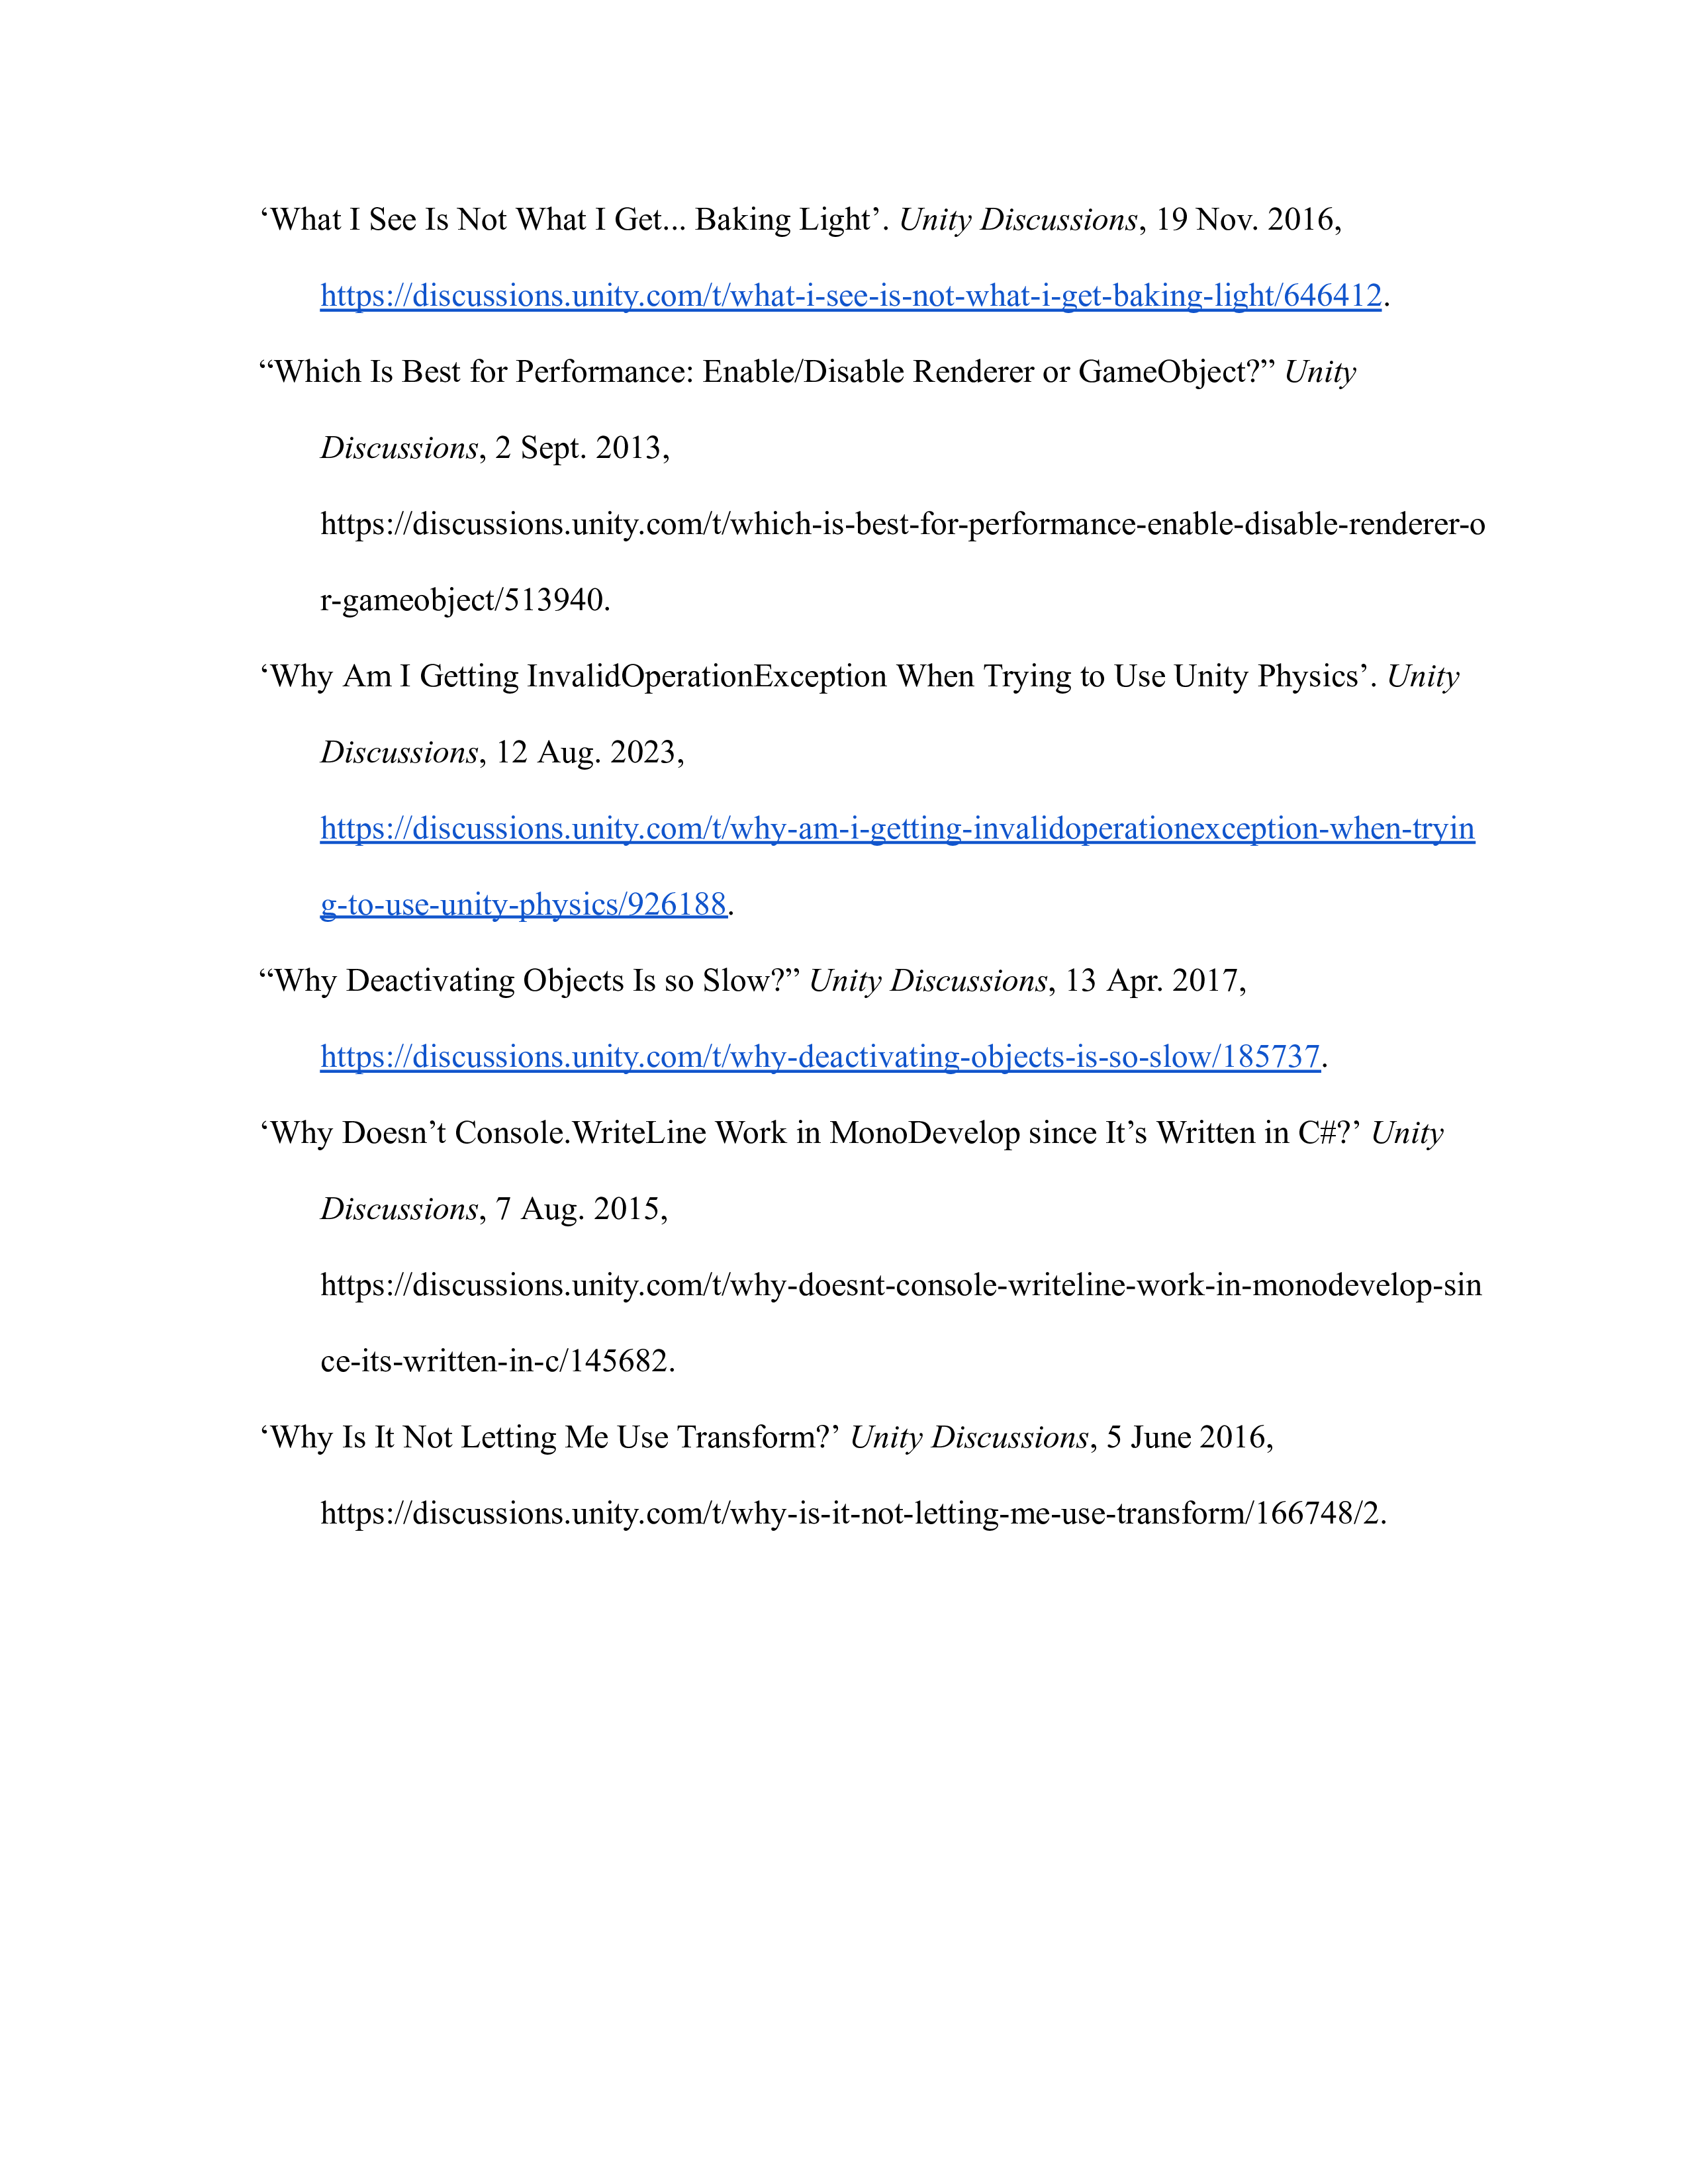 ‘What I See Is Not What I Get... Baking Light’. Unity Discussions, 19 Nov. 2016,
https://discussions.unity.com/t/what-i-see-is-not-what-i-get-baking-light/646412.
“Which Is Best for Performance: Enable/Disable Renderer or GameObject?” Unity
Discussions, 2 Sept. 2013,
https://discussions.unity.com/t/which-is-best-for-performance-enable-disable-renderer-o
r-gameobject/513940.
‘Why Am I Getting InvalidOperationException When Trying to Use Unity Physics’. Unity
Discussions, 12 Aug. 2023,
https://discussions.unity.com/t/why-am-i-getting-invalidoperationexception-when-tryin
g-to-use-unity-physics/926188.
“Why Deactivating Objects Is so Slow?” Unity Discussions, 13 Apr. 2017,
https://discussions.unity.com/t/why-deactivating-objects-is-so-slow/185737.
‘Why Doesn’t Console.WriteLine Work in MonoDevelop since It’s Written in C#?’ Unity
Discussions, 7 Aug. 2015,
https://discussions.unity.com/t/why-doesnt-console-writeline-work-in-monodevelop-sin
ce-its-written-in-c/145682.
‘Why Is It Not Letting Me Use Transform?’ Unity Discussions, 5 June 2016,
https://discussions.unity.com/t/why-is-it-not-letting-me-use-transform/166748/2.